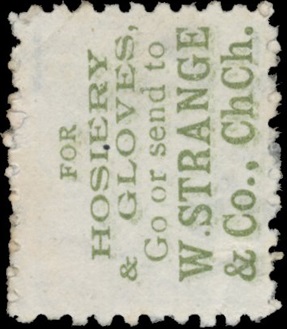 FOR
HOSIERY
& GLOVES,
Go or send to
W. STRANGE
& Co., ChCh.